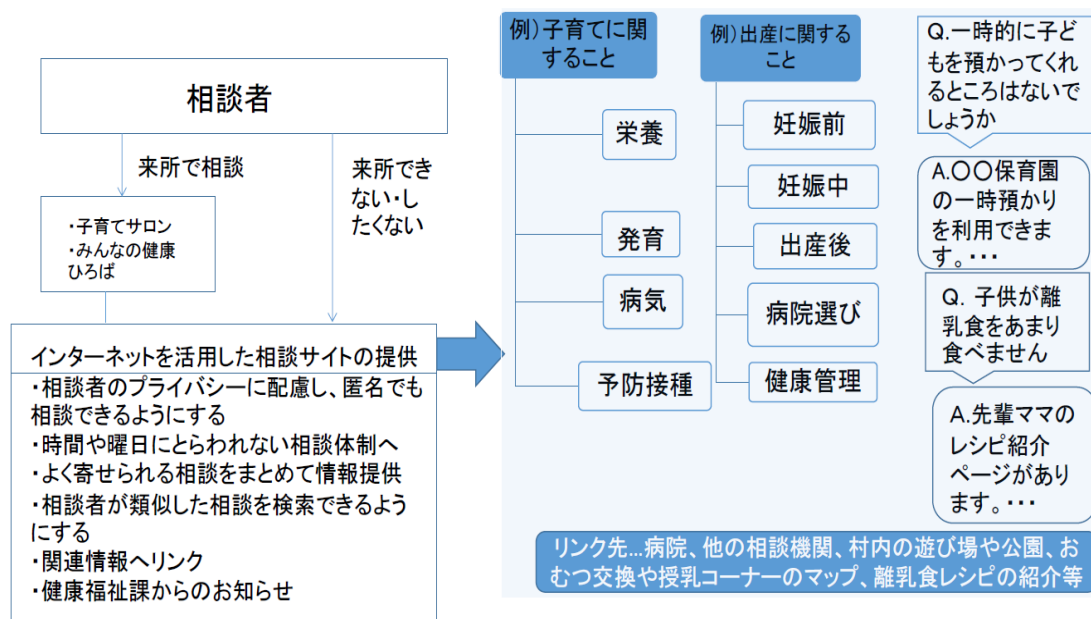 相談者
来所で相談
来所でき
ない・し
たくない
・子育てサロン
・みんなの健康
ひろば
インターネットを活用した相談サイトの提供
・相談者のプライバシーに配慮し、匿名でも
相談できるようにする
・時間や曜日にとらわれない相談体制へ
・よく寄せられる相談をまとめて情報提供
・相談者が類似した相談を検索できるよう
にする
・関連情報へリンク
・健康福祉課からのお知らせ
例)子育てに関
すること
栄養
発育
病気
予防接種
例)出産に関する
こと
妊娠前
妊娠中
出産後
病院選び
健康管理
Q.一時的に子ど
もを預かってくれ
るところはないで
しょうか
A.〇〇保育園
の一時預かり
を利用できま
す。・・・
Q. 子供が離
乳食をあまり
食べません
A.先輩ママの
レシピ紹介
ページがあり
ます。・・・
リンク先…病院、他の相談機関、村内の遊び場や公園、お
むつ交換や授乳コーナーのマップ、離乳食レシピの紹介等